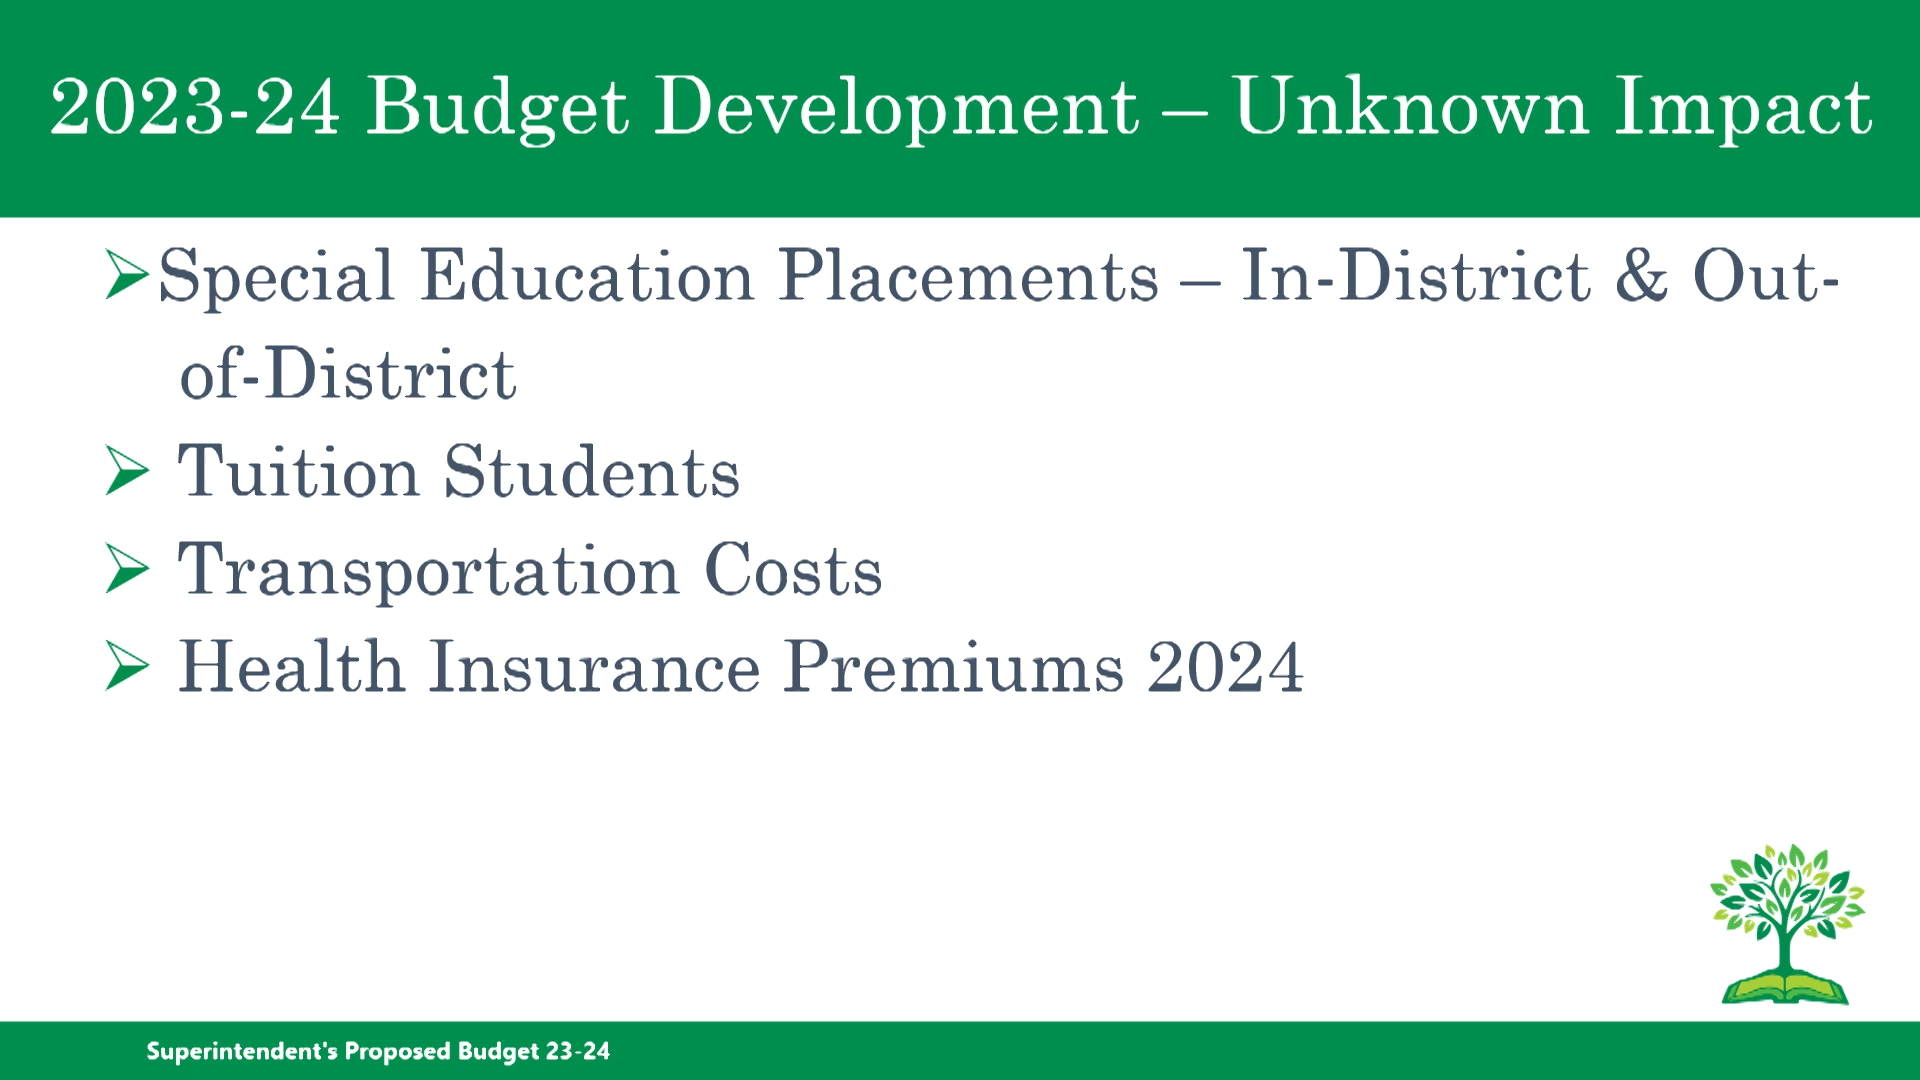 2023-24 Budget Development – Unknown Impact
Special Education Placements – In-District & Out-
of-District
Tuition Students
Transportation Costs
Health Insurance Premiums 2024
Superintendent's Proposed Budget 23-24